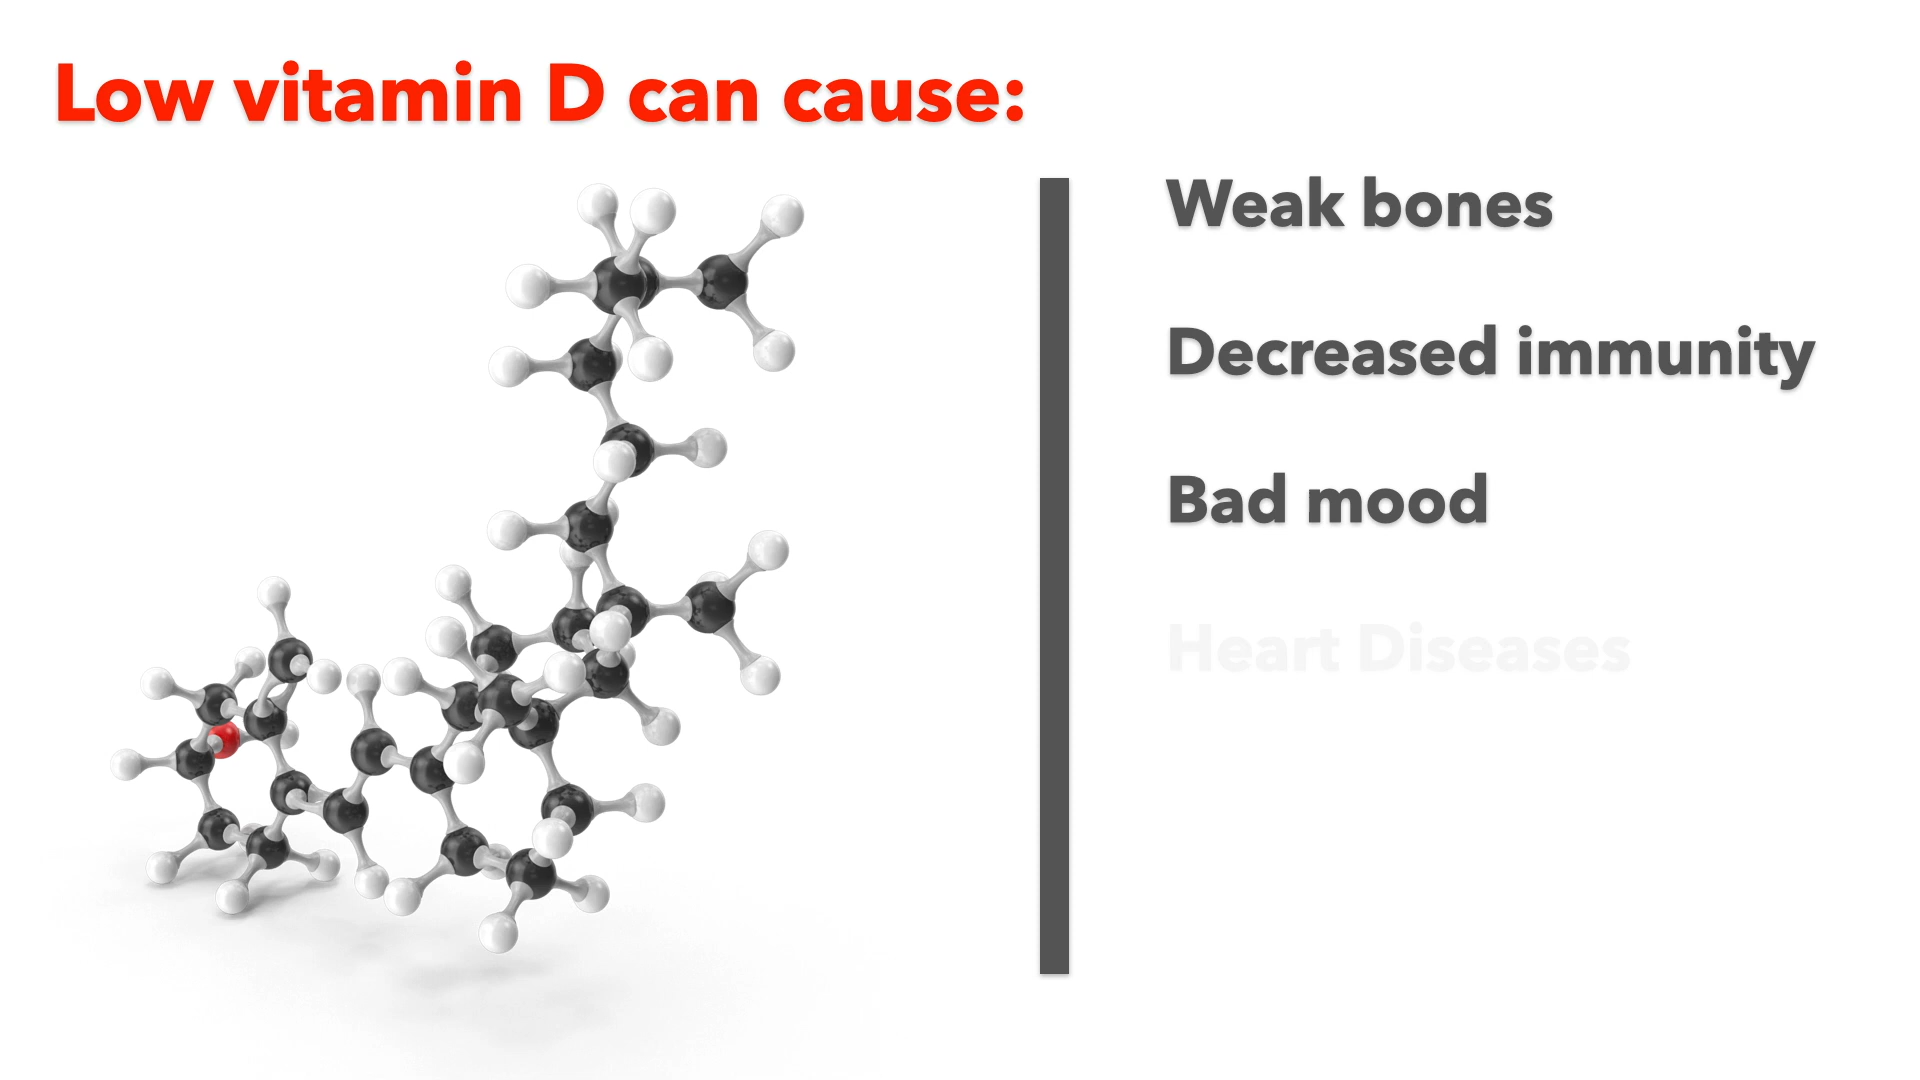 Low vitamin D can cause:
Weak bones
Decreased immunity
Bad mood
Heart Diseases